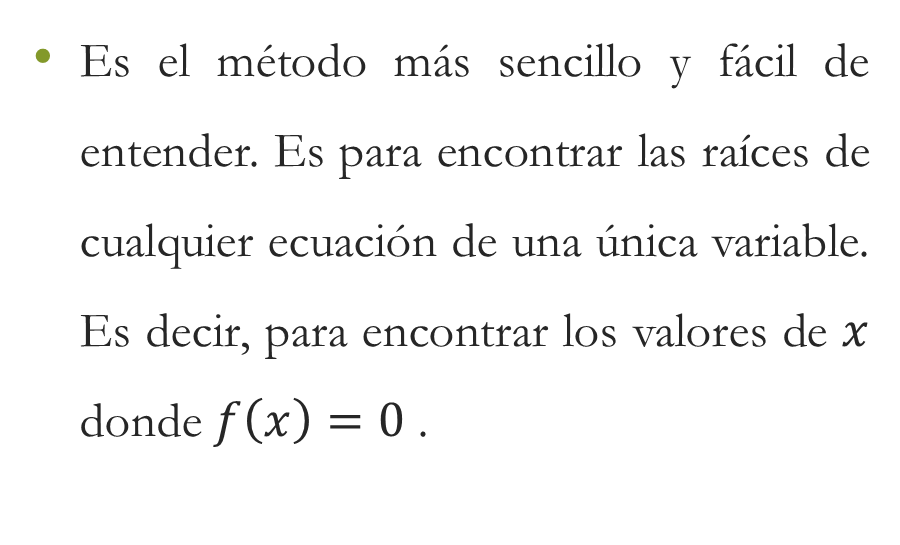 • Es el método más sencillo y fácil de
entender. Es para encontrar las raíces de
cualquier ecuación de una única variable.
Es decir, para encontrar los valores de x
donde f(x) = 0 .